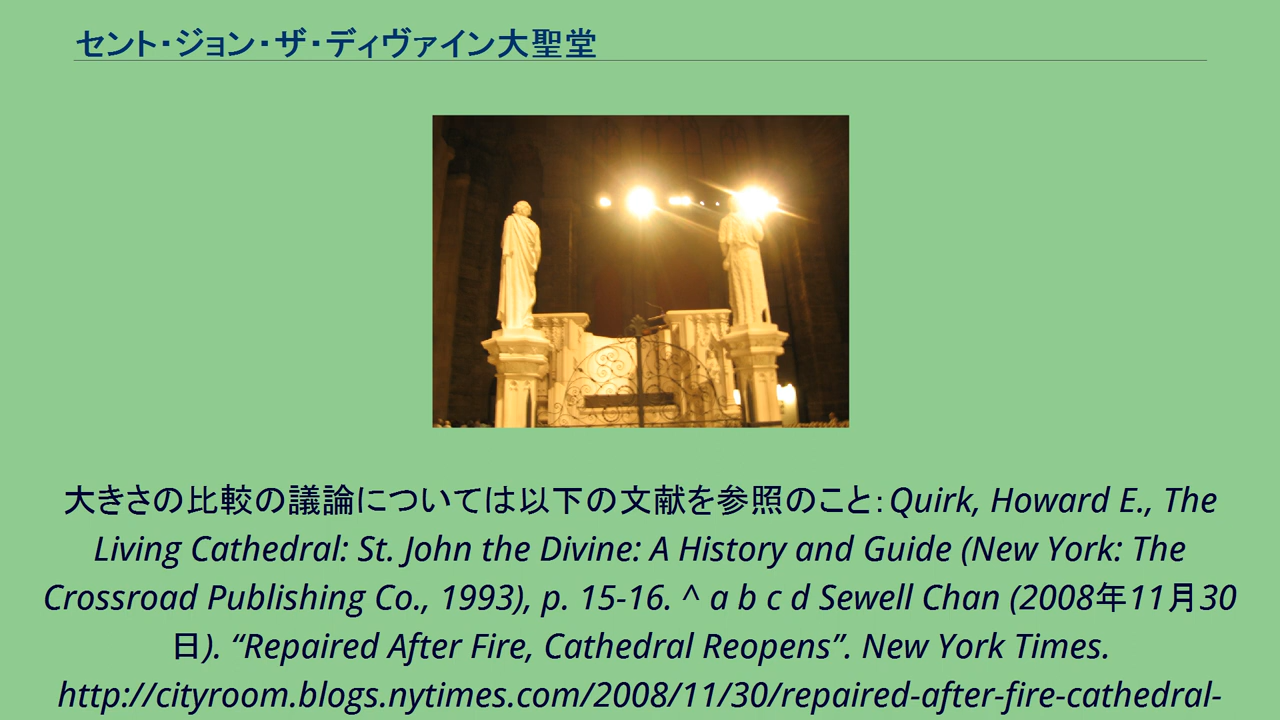 セント・ジョン・ザ・ディヴァイン大聖堂
大きさの比較の議論については以下の文献を参照のこと：Quirk, Howard E., The
Living Cathedral: St. John the Divine: A History and Guide (New York: The
Crossroad Publishing Co., 1993), p. 15-16. ^ a b c d Sewell Chan (2008年11月30
日). “Repaired After Fire, Cathedral Reopens”. New York Times.
http://cityroom.blogs.nytimes.com/2008/11/30/repaired-after-fire-cathedral-